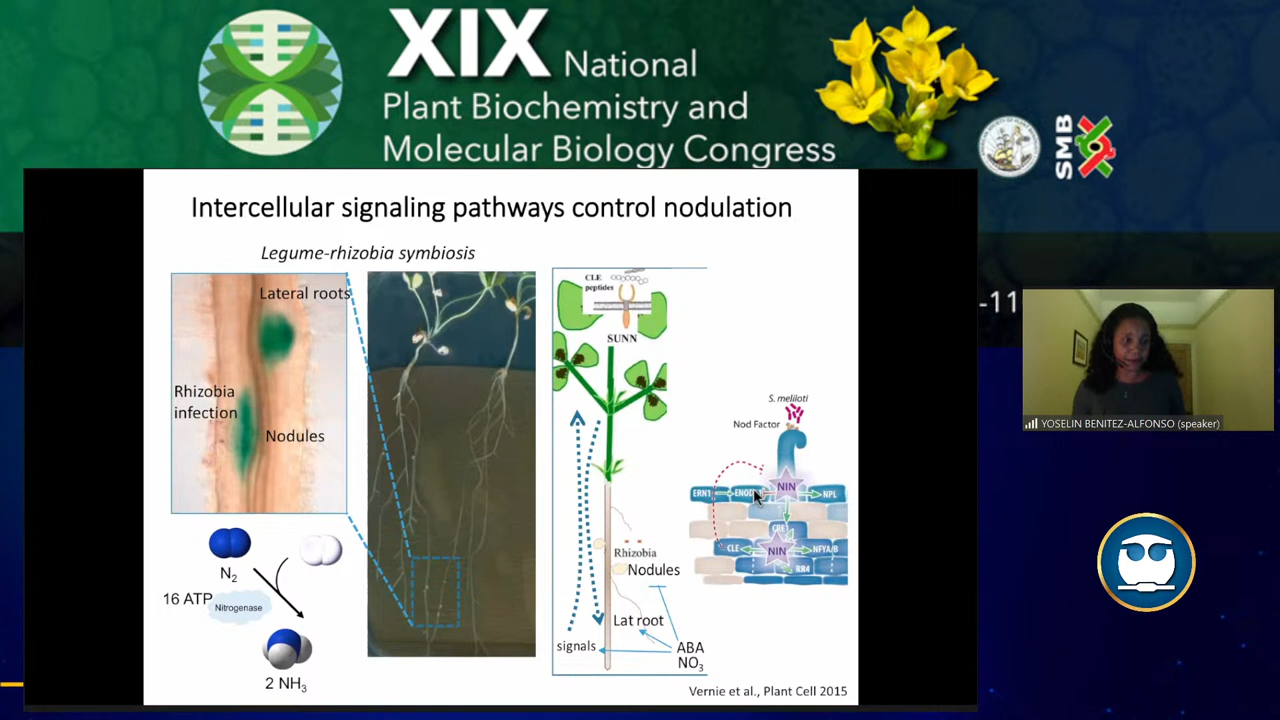 XIX National
Plant Biochemistry and
Molecular Biology Congress
SMB
-11
Intercellular signaling pathways control nodulation
Legume-rhizobia symbiosis
Lateral roots
Rhizobia
infection
Nodules
N2
16 ATP
Nitrogenase
2 NH3
CLE
peptides
SUNN
Rhizobia
Nodules
Lat root
signals
ABA
NO3
S. meliloti
Nod Factor
NIN
ERN1
NPL
CLE
NIN
NFYA/B
RR4
Vernie et al., Plant Cell 2015
YOSELIN BENITEZ-ALFONSO (speaker)